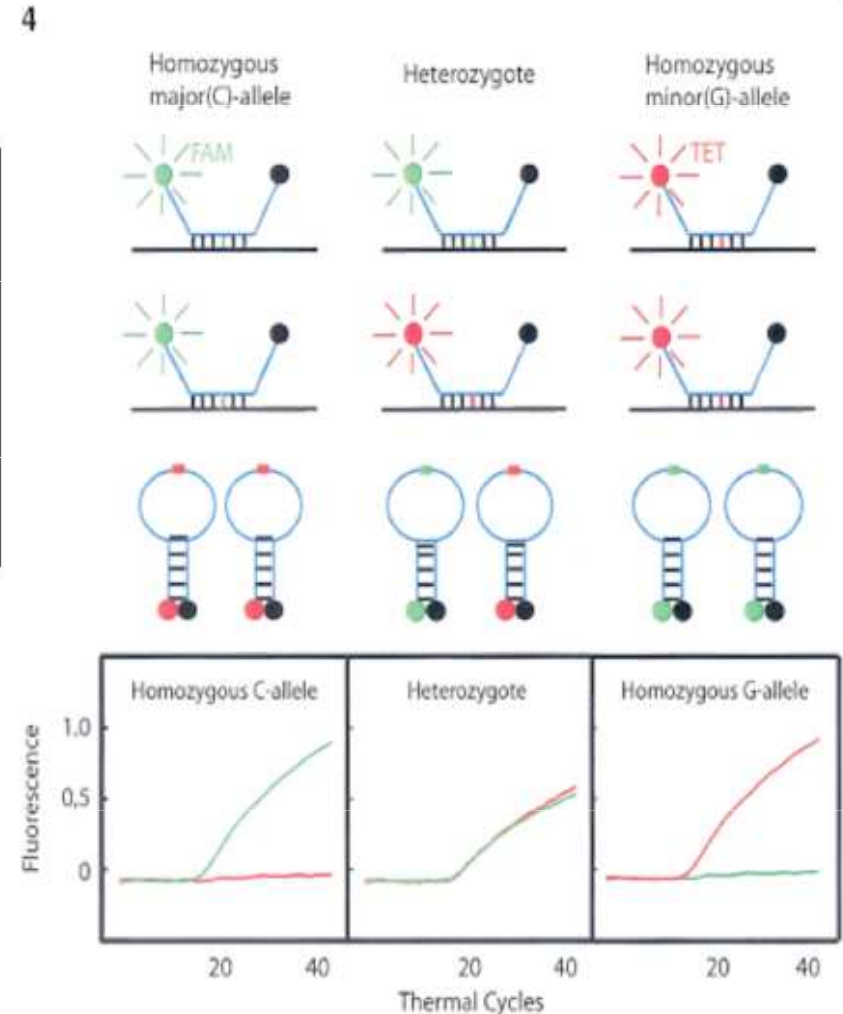 4
Homozygous
major(C)-allele
Heterozygote
Homozygous
minor(G)-allele
FAM
TET
Homozygous C-allele
Heterozygote
Homozygous G-allele
Fluorescence
1.0
0,5
0
20
40
20
40
20
40
Thermal Cycles